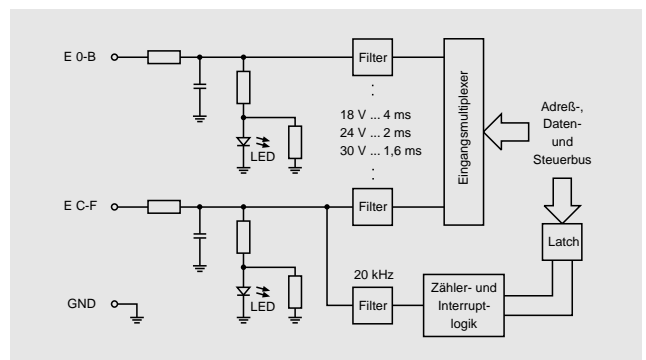 E 0-B
Filter
:
18 V ... 4 ms
24 V ... 2 ms
30 V ... 1,6 ms
:
LED
Eingangsmultiplexer
Adreß-,
Daten-
und
Steuerbus
E C-F
Filter
Latch
LED
20 kHz
Filter
Zähler- und
Interrupt-
logik
GND